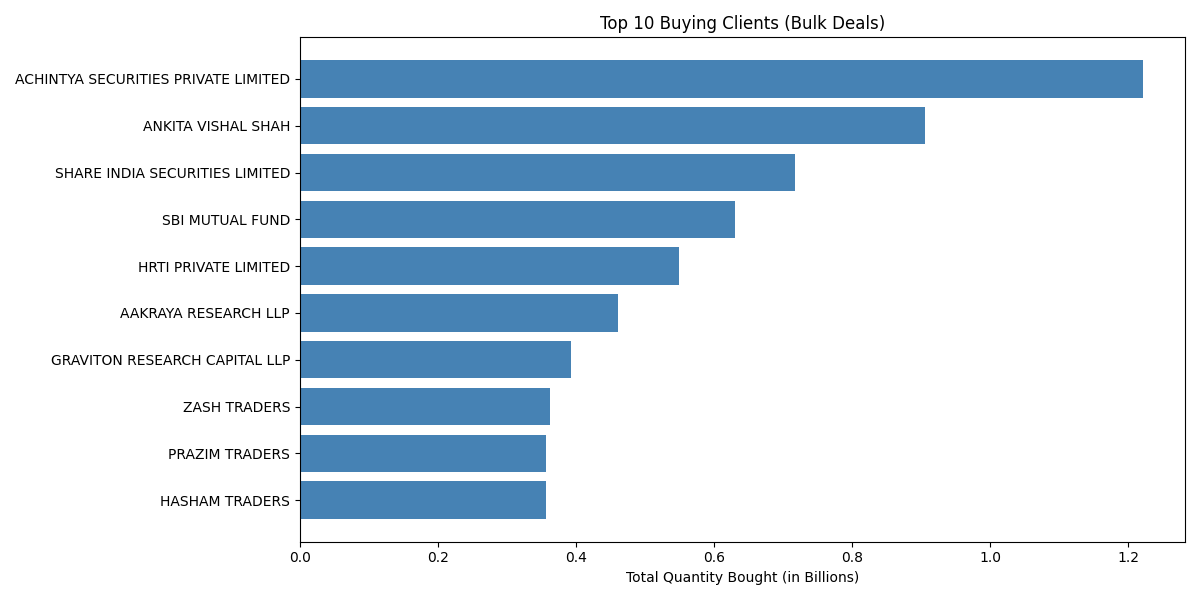 Top 10 Buying Clients (Bulk Deals)
ACHINTYA SECURITIES PRIVATE LIMITED
ANKITA VISHAL SHAH
SHARE INDIA SECURITIES LIMITED
SBI MUTUAL FUND
HRTI PRIVATE LIMITED
AAKRAYA RESEARCH LLP
GRAVITON RESEARCH CAPITAL LLP
ZASH TRADERS
PRAZIM TRADERS
HASHAM TRADERS
0.0 0.2 0.4 0.6 0.8 1.0 1.2
Total Quantity Bought (in Billions)